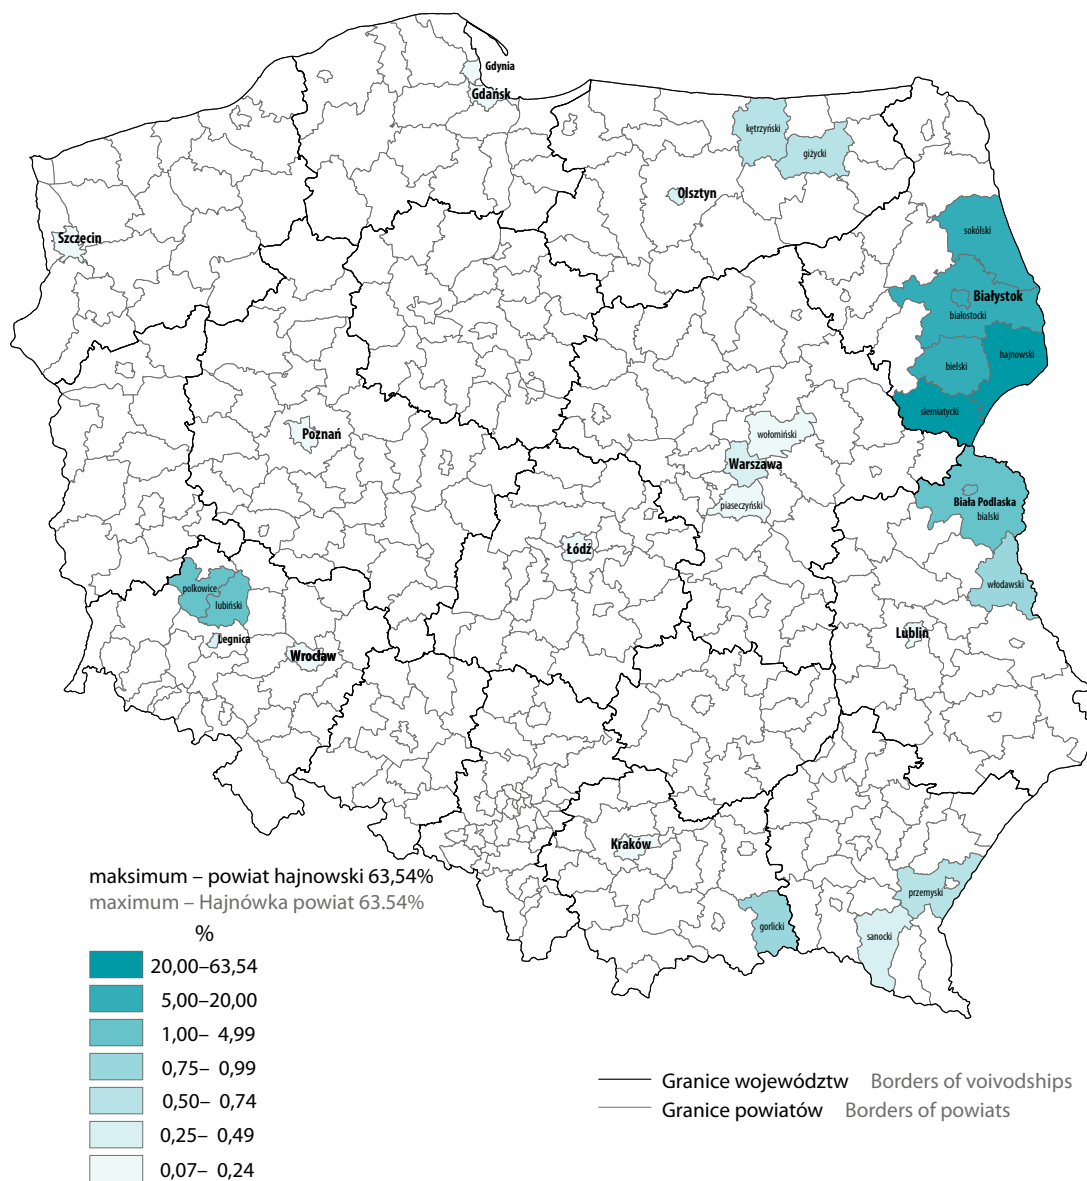 Gdynia
Gdańsk
kętrzyński
giżycki
Olsztyn
Szczęcin
sokólski
Białystok
białostocki
hajnowski
bielski
siemiatycki
Poznań
wołomiński
Warszawa
piaseczyński
Biała Podlaska
bialski
Łódź
włodawski
polkowice
lubiński
Legnica
Wrocław
Lublin
Kraków
przemyski
gorlicki
sanocki
maksimum – powiat hajnowski 63,54%
maximum – Hajnówka powiat 63.54%
%
20,00–63,54
5,00–20,00
1,00– 4,99
0,75– 0,99
0,50– 0,74
0,25– 0,49
0,07– 0,24
Granice województw Borders of voivodships
Granice powiatów Borders of powiats